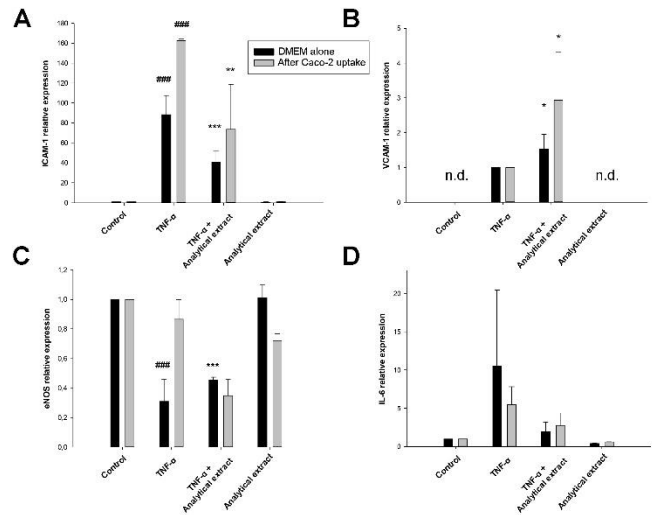 A
B
ICAM-1 relative expression
180
160
140
120
100
80
60
40
20
0
###
###
***
**
DMEM alone
After Caco-2 uptake
Control
TNF-α
TNF-α +
Analytical extract
Analytical extract
VCAM-1 relative expression
5
4
3
2
1
0
n.d.
*
*
n.d.
Control
TNF-α
TNF-α +
Analytical extract
Analytical extract
C
D
eNOS relative expression
1,2
1,0
0,8
0,6
0,4
0,2
0,0
###
***
Control
TNF-α
TNF-α +
Analytical extract
Analytical extract
IL-6 relative expression
20
15
10
5
0
Control
TNF-α
TNF-α +
Analytical extract
Analytical extract